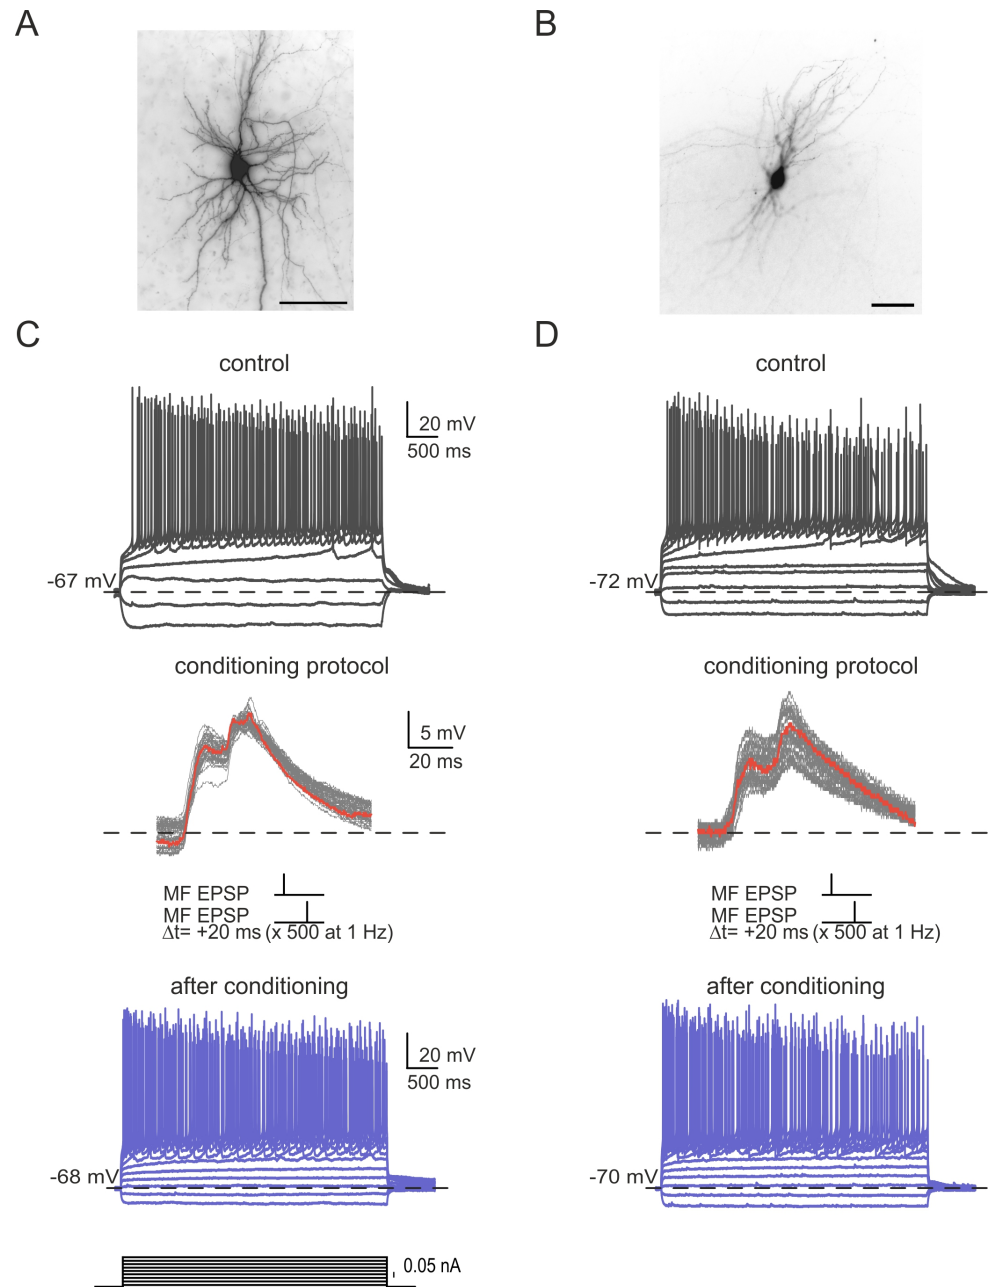 A
B
C
D
control
control
20 mV
500 ms
-67 mV
-72 mV
conditioning protocol
conditioning protocol
5 mV
20 ms
MF EPSP
MF EPSP
MF EPSP
MF EPSP
Δt= +20 ms (x 500 at 1 Hz)
Δt= +20 ms (x 500 at 1 Hz)
after conditioning
after conditioning
20 mV
500 ms
-68 mV
-70 mV
0.05 nA